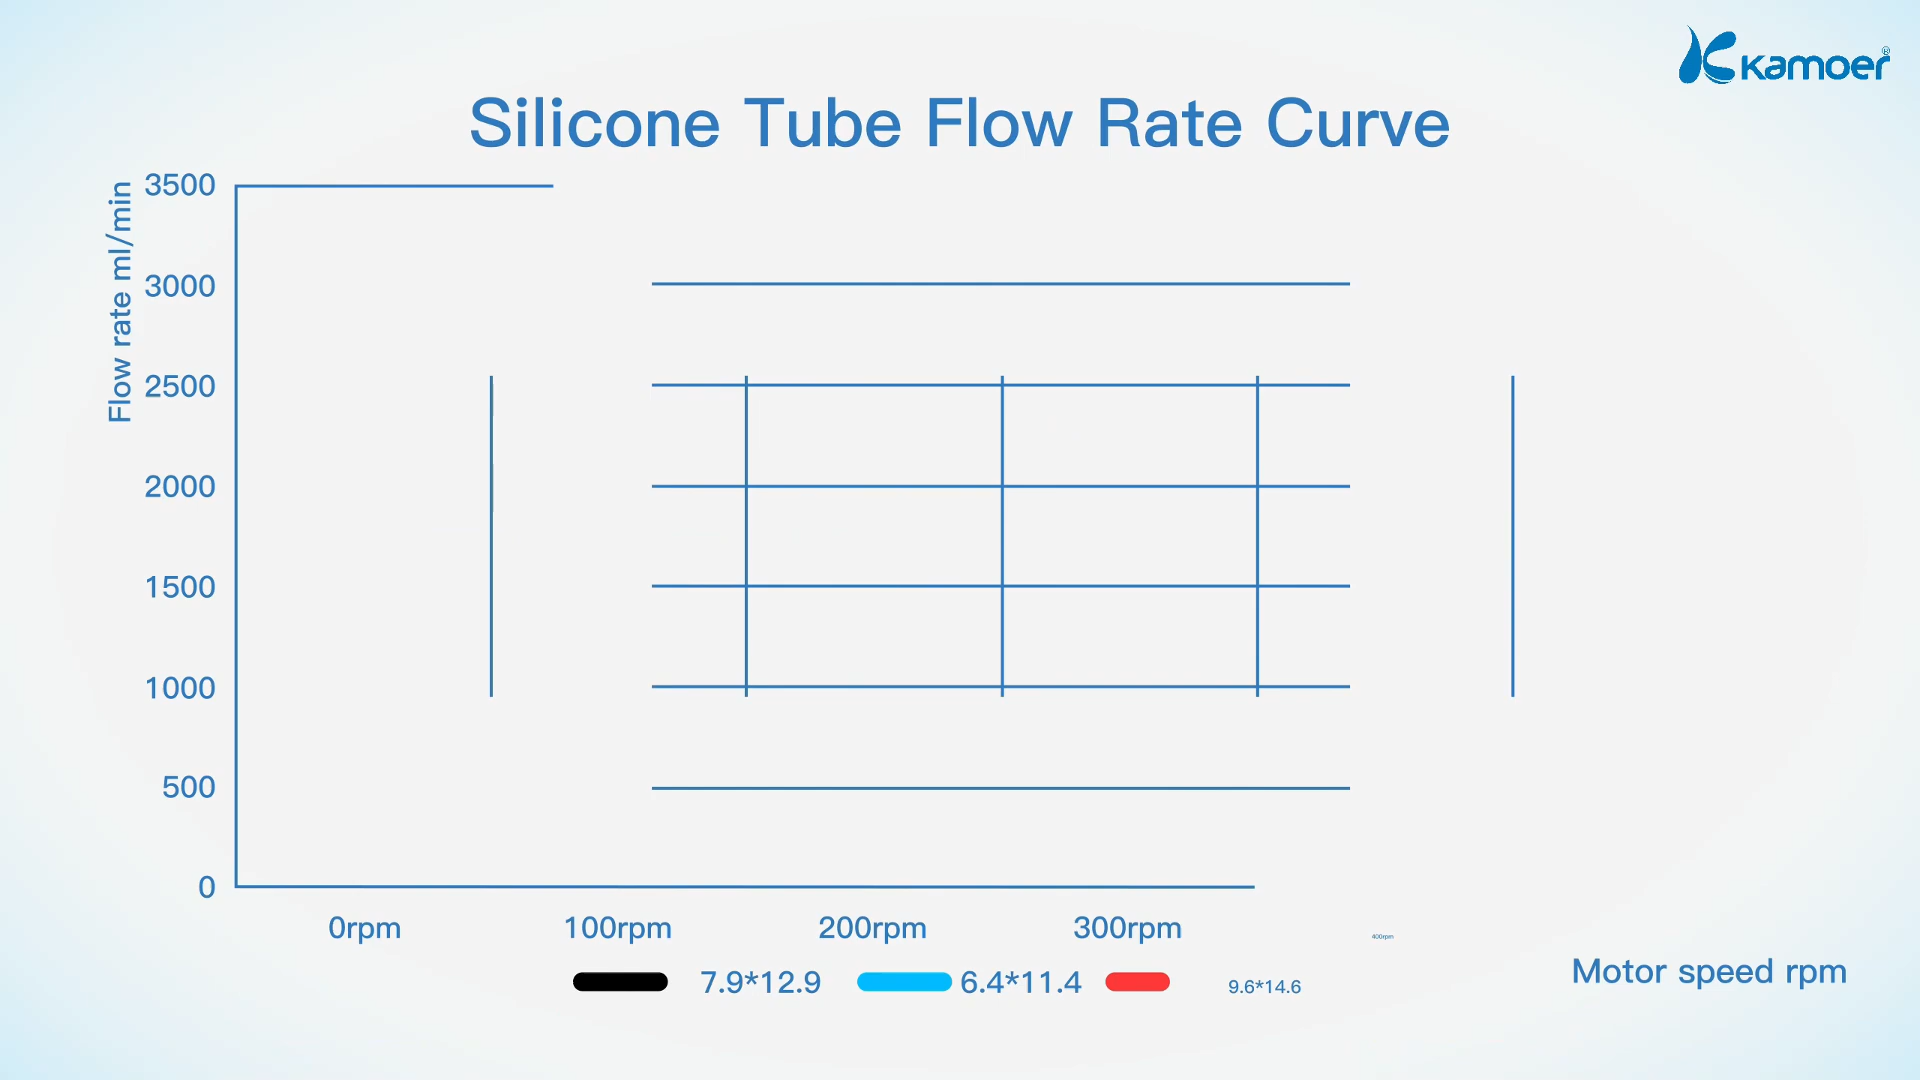 Kamoer®
Silicone Tube Flow Rate Curve
Flow rate ml/min
3500
3000
2500
2000
1500
1000
500
0
0rpm 100rpm 200rpm 300rpm 400rpm
7.9*12.9 6.4*11.4 9.6*14.6
Motor speed rpm